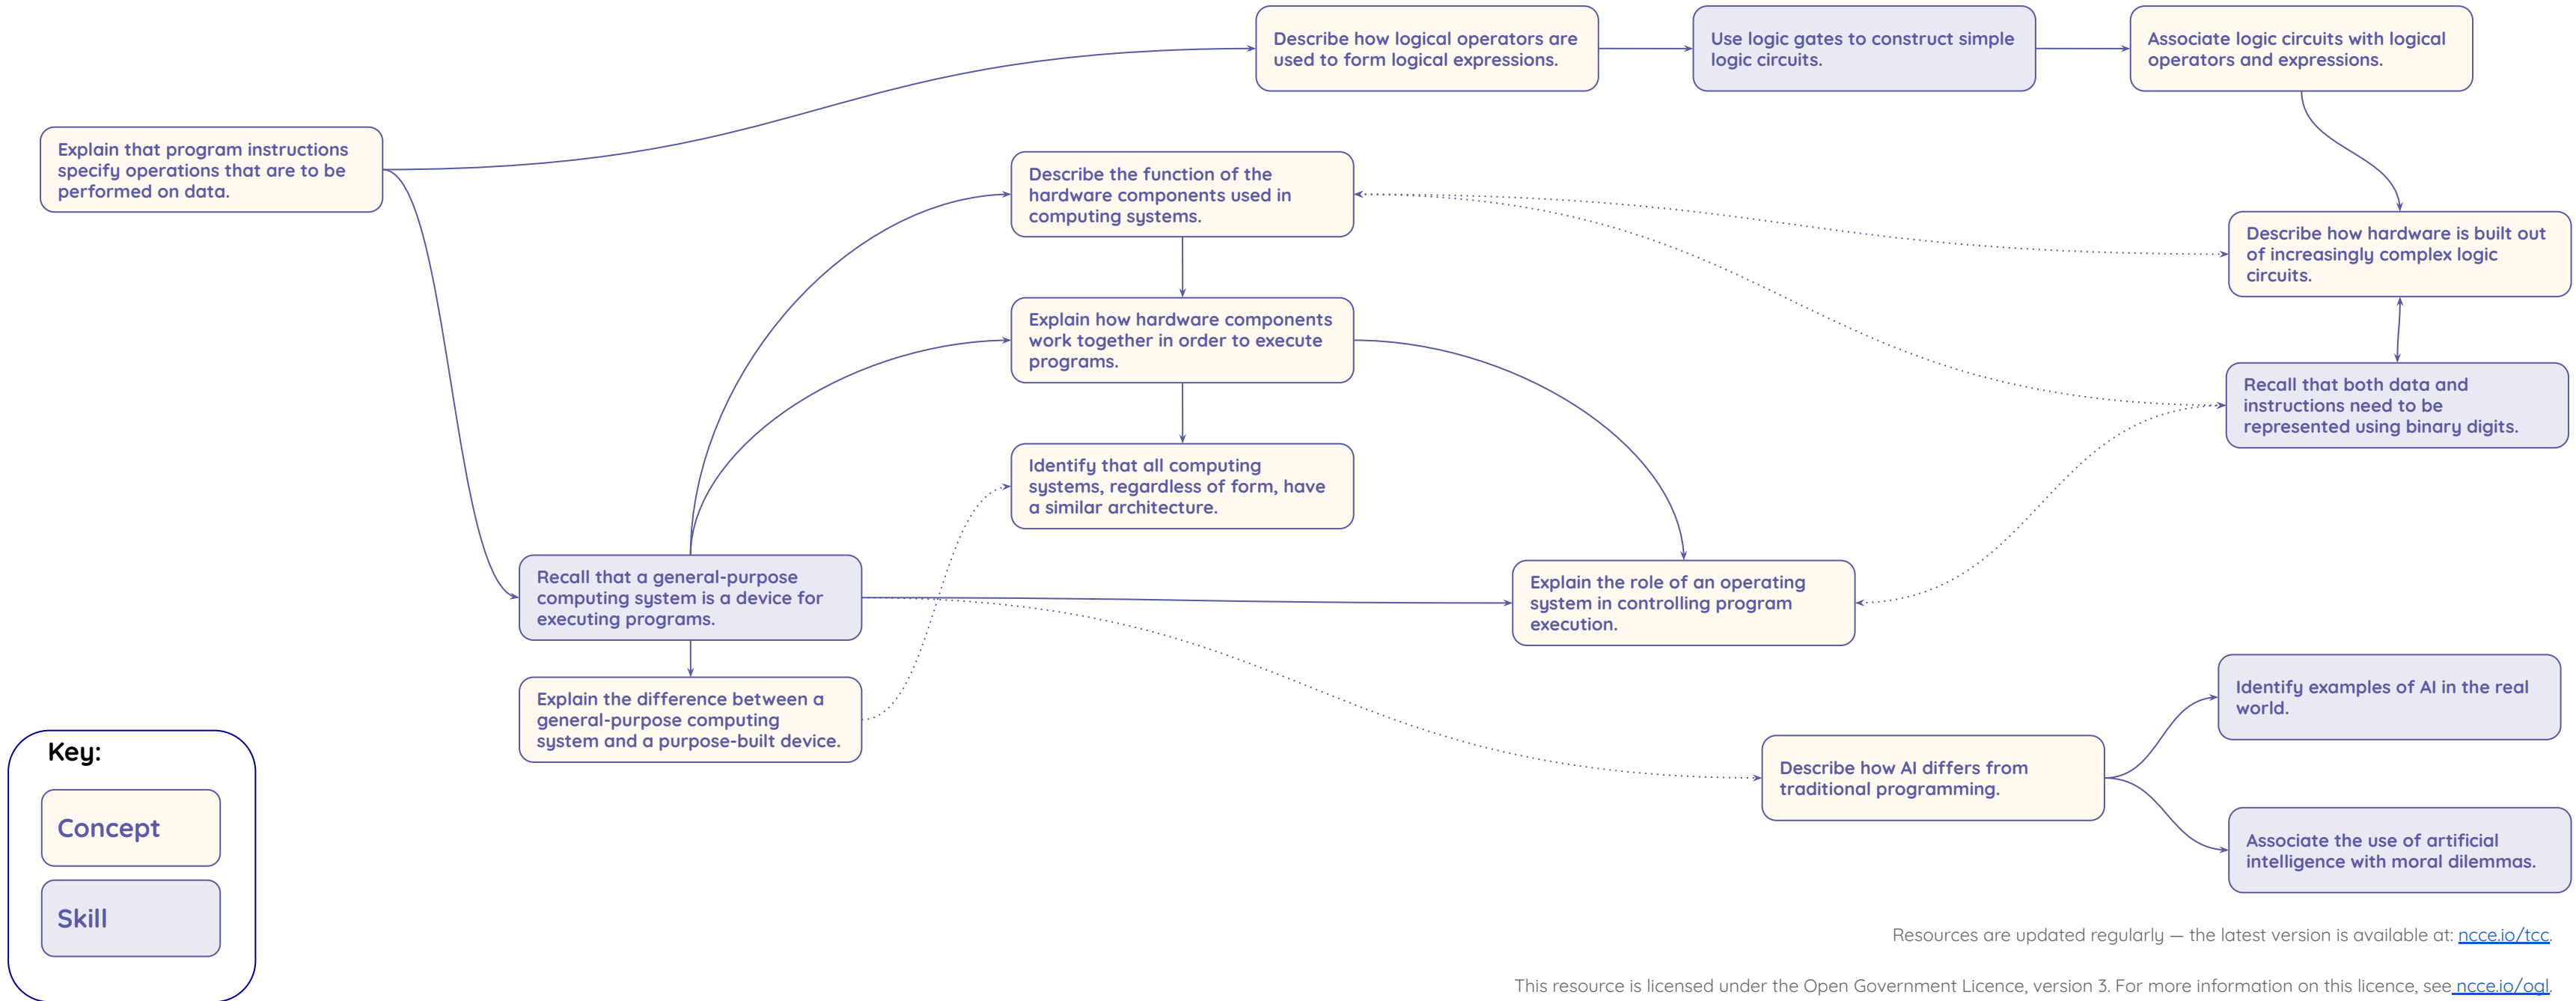 Describe how logical operators are
used to form logical expressions.
Use logic gates to construct simple
logic circuits.
Associate logic circuits with logical
operators and expressions.
Explain that program instructions
specify operations that are to be
performed on data.
Describe the function of the
hardware components used in
computing systems.
Describe how hardware is built out
of increasingly complex logic
circuits.
Explain how hardware components
work together in order to execute
programs.
Recall that both data and
instructions need to be
represented using binary digits.
Identify that all computing
systems, regardless of form, have
a similar architecture.
Recall that a general-purpose
computing system is a device for
executing programs.
Explain the role of an operating
system in controlling program
execution.
Explain the difference between a
general-purpose computing
system and a purpose-built device.
Identify examples of AI in the real
world.
Describe how AI differs from
traditional programming.
Associate the use of artificial
intelligence with moral dilemmas.
Key:
Concept
Skill
Resources are updated regularly — the latest version is available at: ncce.io/tcc.
This resource is licensed under the Open Government Licence, version 3. For more information on this licence, see ncce.io/ogl.